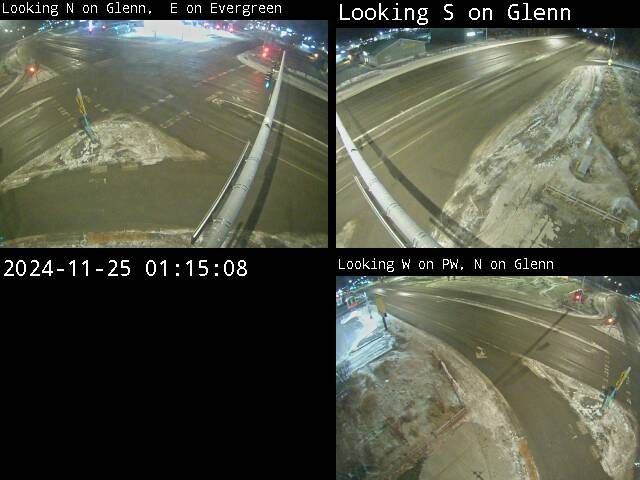 Looking N on Glenn,  E on Evergreen
Looking S on Glenn
2024-11-25 01:15:08
Looking W on PW, N on Glenn